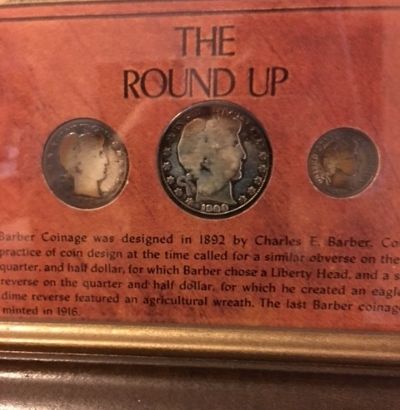 THE
ROUND UP
1908
Barber Coinage was designed in 1892 by Charles E. Barber. Co
practice of coin design at the time called for a similar obverse on the
quarter, and half dollar, for which Barber chose a Liberty Head, and a s
reverse on the quarter and half dollar, for which he created an eagle
dime reverse featured an agricultural wreath. The last Barber coinag
minted in 1916.